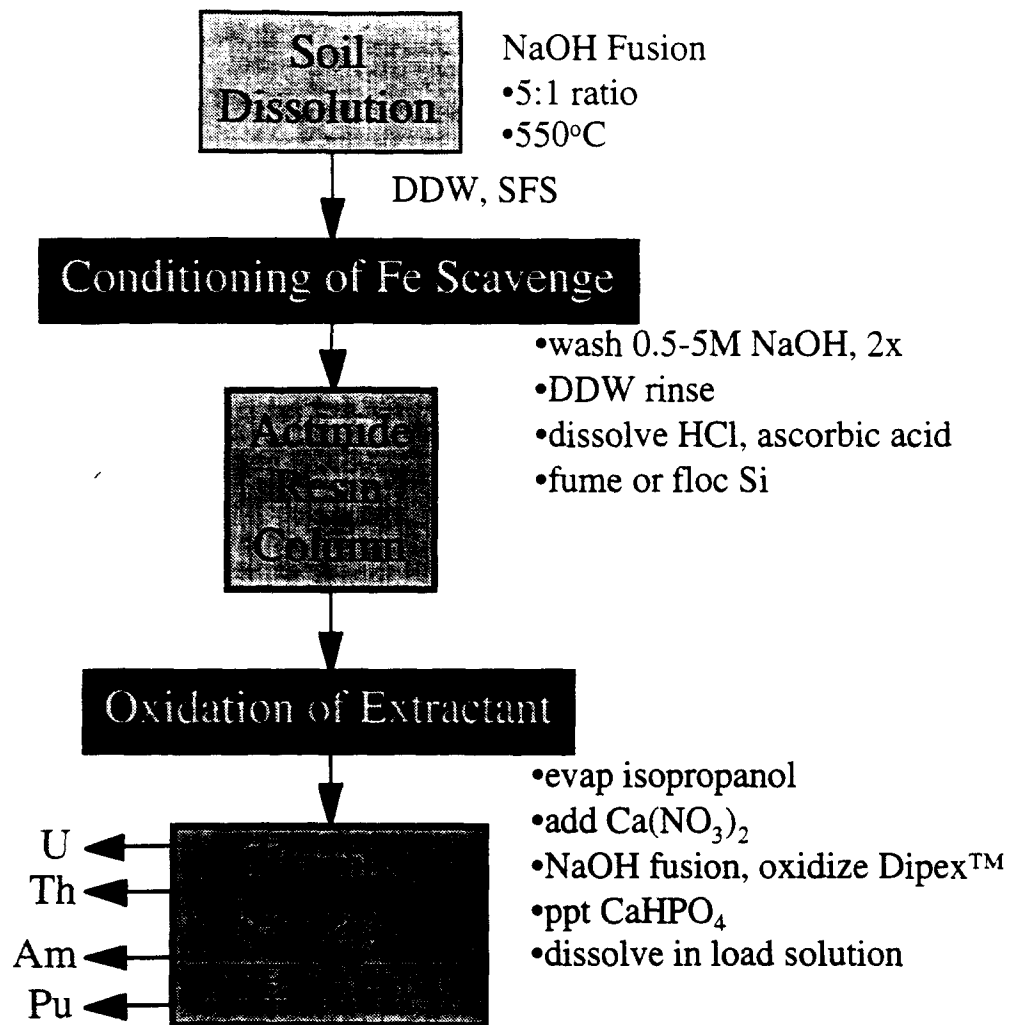 Soil
Dissolution
NaOH Fusion
•5:1 ratio
•550°C
DDW, SFS
Conditioning of Fe Scavenge
•wash 0.5-5M NaOH, 2x
•DDW rinse
•dissolve HCl, ascorbic acid
•fume or floc Si
Actinide
Resin
Column
Oxidation of Extractant
•evap isopropanol
•add Ca(NO₃)₂
•NaOH fusion, oxidize Dipex™
•ppt CaHPO₄
•dissolve in load solution
U
Th
Am
Pu